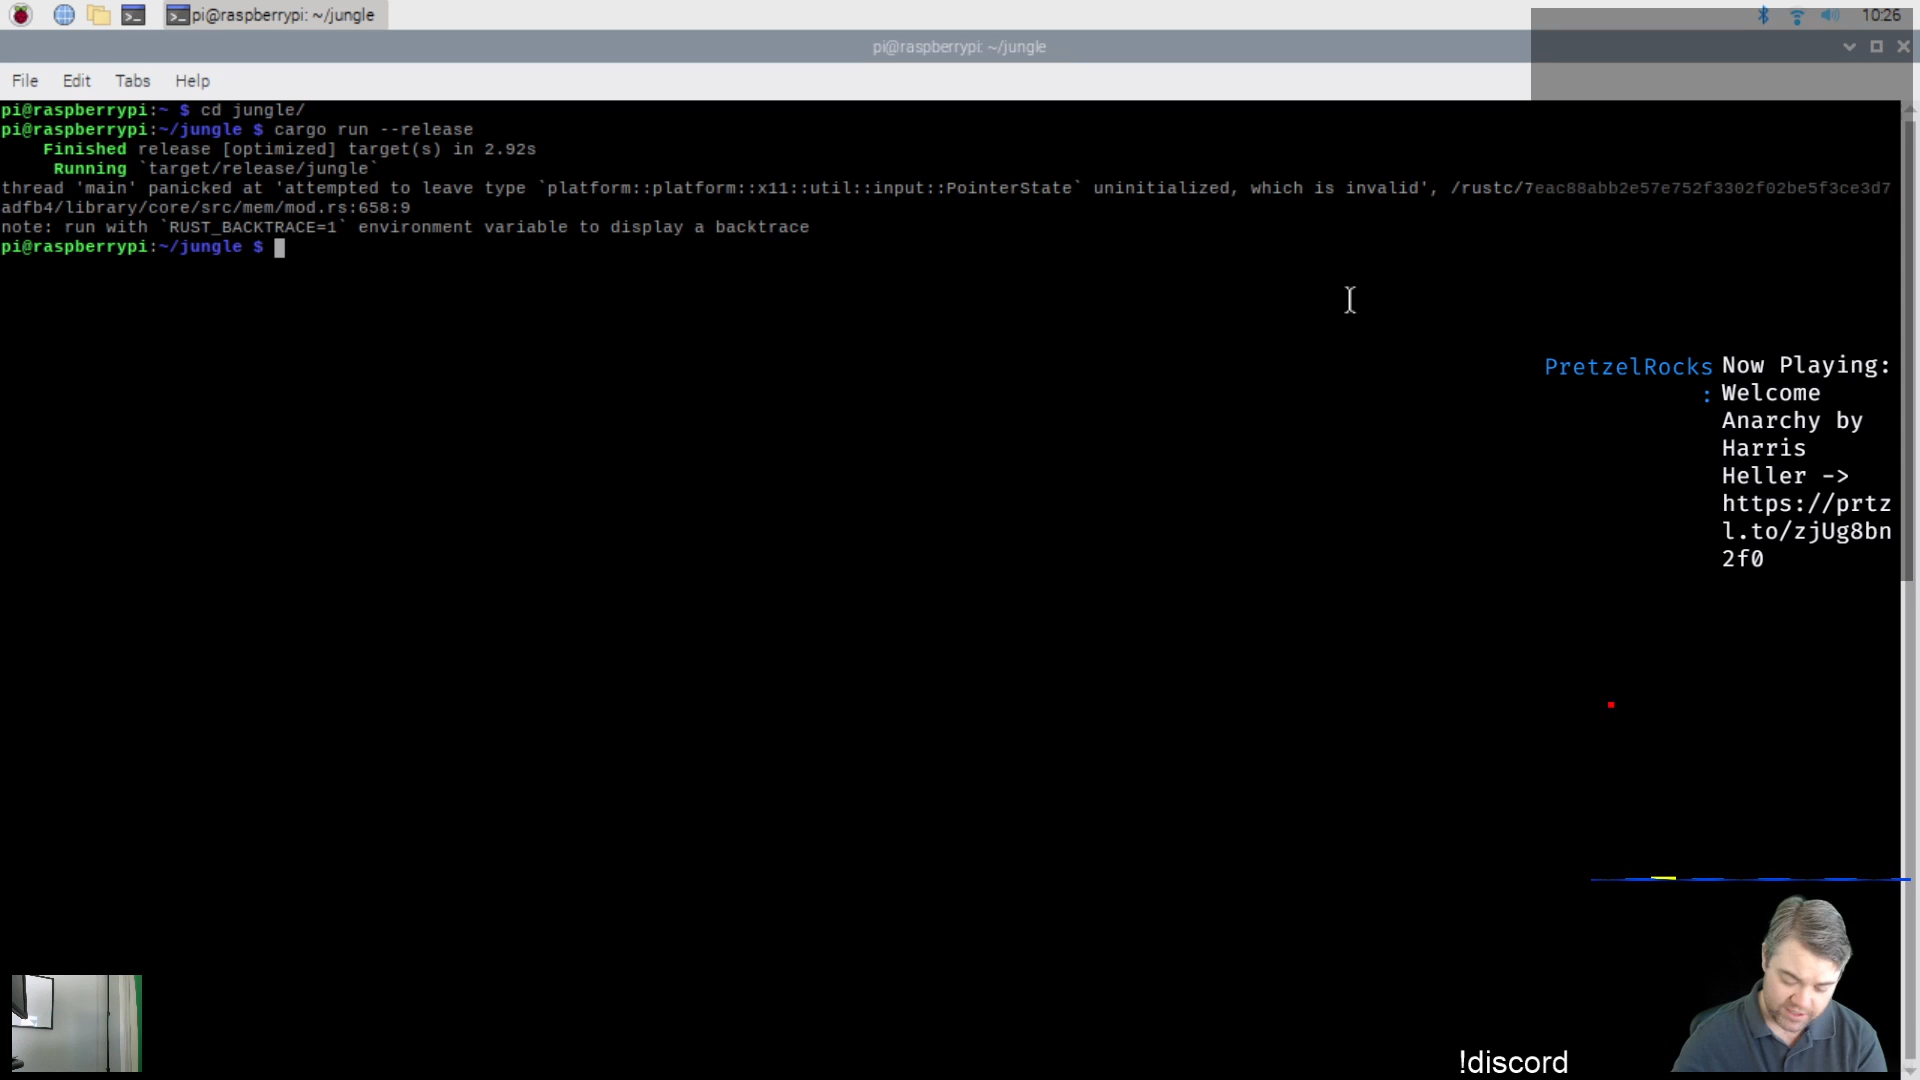 pi@raspberrypi: ~/jungle
10:26
pi@raspberrypi: ~/jungle
File Edit Tabs Help
pi@raspberrypi:~ $ cd jungle/
pi@raspberrypi:~/jungle $ cargo run --release
Finished release [optimized] target(s) in 2.92s
Running `target/release/jungle`
thread 'main' panicked at 'attempted to leave type `platform::platform::x11::util::input::PointerState` uninitialized, which is invalid', /rustc/7eac88abb2e57e752f3302f02be5f3ce3d7
adfb4/library/core/src/mem/mod.rs:658:9
note: run with `RUST_BACKTRACE=1` environment variable to display a backtrace
pi@raspberrypi:~/jungle $
PretzelRocks Now Playing:
: Welcome
Anarchy by
Harris
Heller ->
https://prtz
l.to/zjUg8bn
2f0
!discord